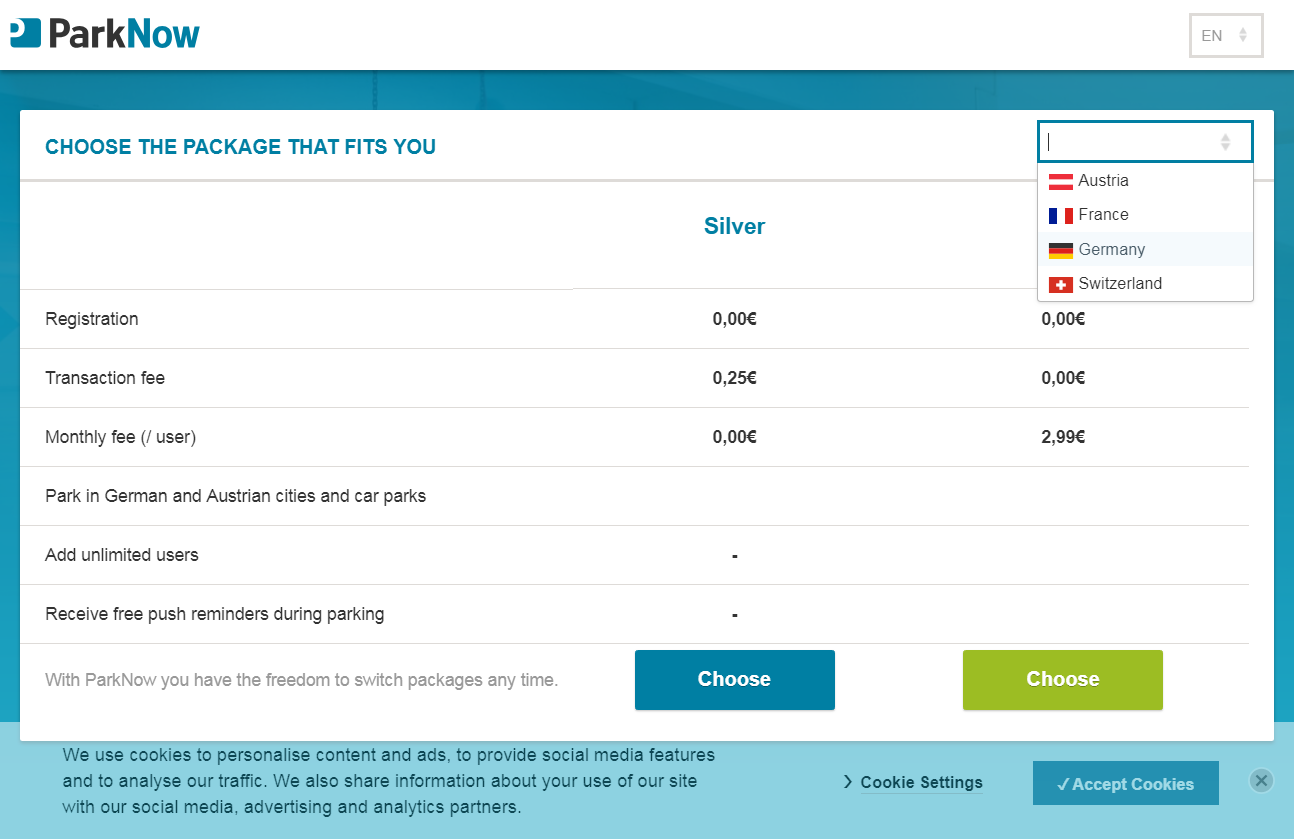 ParkNow
EN
CHOOSE THE PACKAGE THAT FITS YOU
Austria
France
Germany
Switzerland
Silver
Registration 0,00€ 0,00€
Transaction fee 0,25€ 0,00€
Monthly fee (/ user) 0,00€ 2,99€
Park in German and Austrian cities and car parks
Add unlimited users -
Receive free push reminders during parking -
With ParkNow you have the freedom to switch packages any time. Choose Choose
We use cookies to personalise content and ads, to provide social media features
and to analyse our traffic. We also share information about your use of our site
with our social media, advertising and analytics partners.
Cookie Settings
✓Accept Cookies